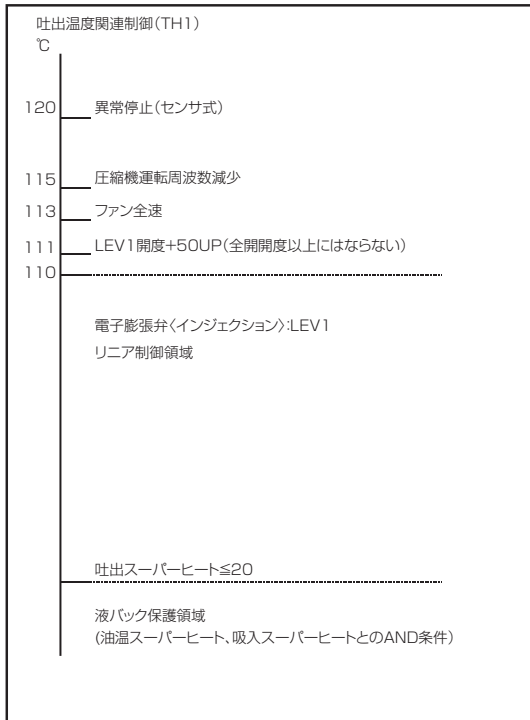 吐出温度関連制御(TH1)
℃
120 異常停止(センサ式)
115 圧縮機運転周波数減少
113 ファン全速
111 LEV1開度+50UP(全開開度以上にはならない)
110
電子膨張弁〈インジェクション〉:LEV1
リニア制御領域
吐出スーパーヒート≦20
液バック保護領域
(油温スーパーヒート、吸入スーパーヒートとのAND条件)